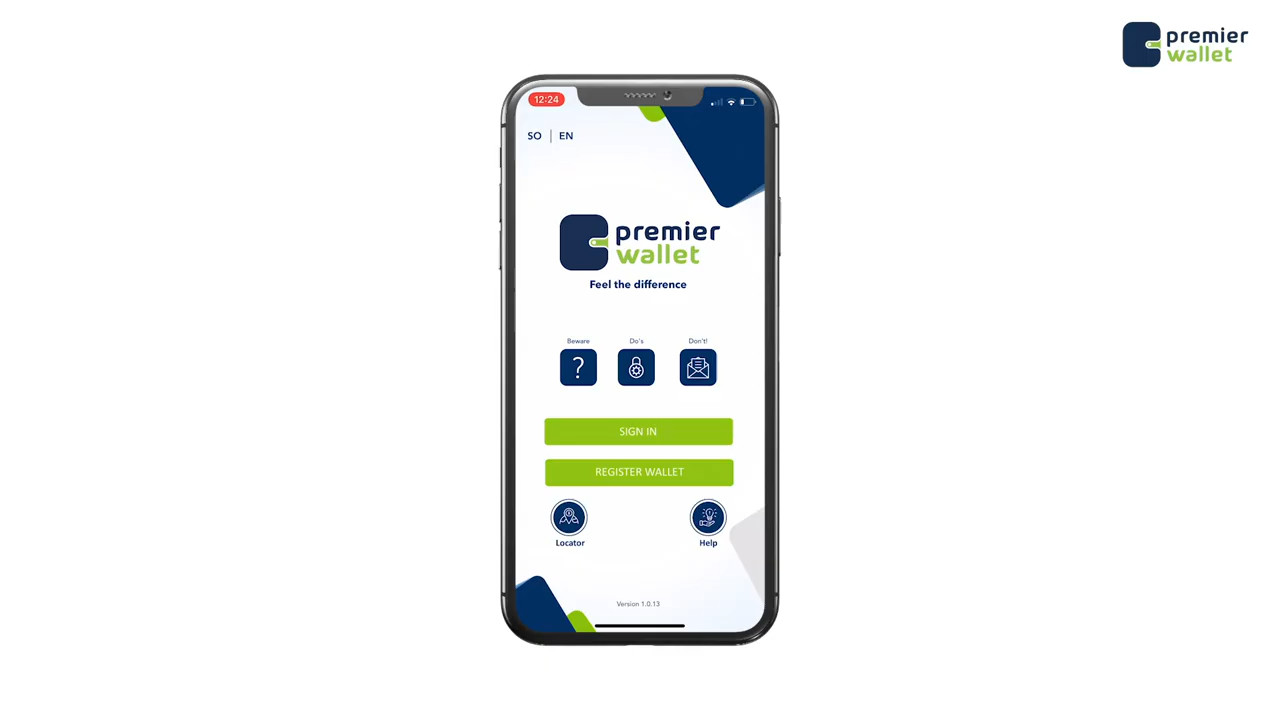 premier
wallet
12:24
SO | EN
premier
wallet
Feel the difference
Beware
Do's
Don't!
?
SIGN IN
REGISTER WALLET
Locator
Help
Version 1.0.13